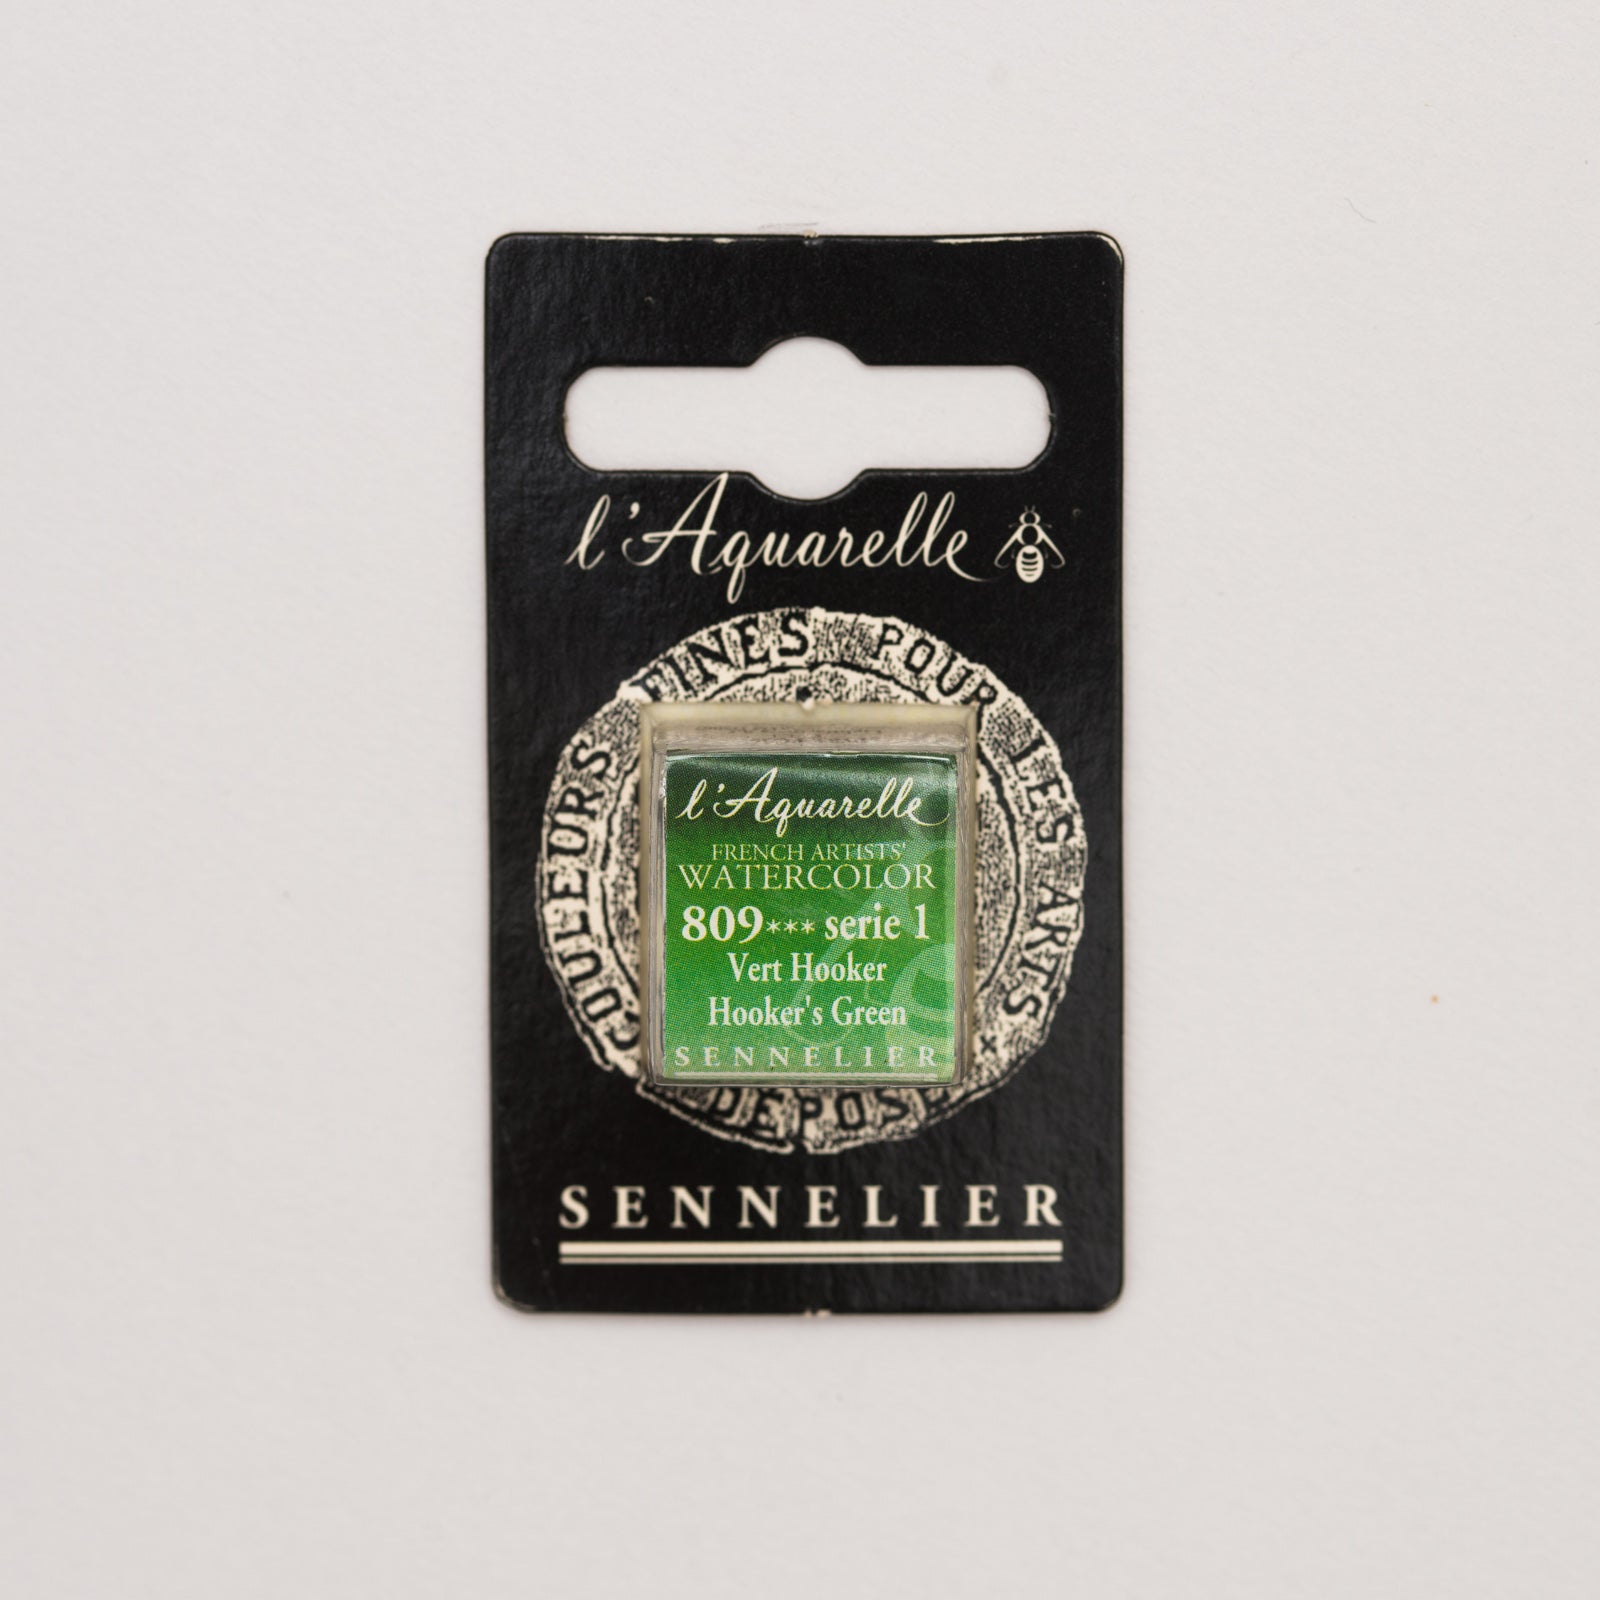 l'Aquarelle
COULEURS FINES POUR LES ARTS
DEPOSE
l'Aquarelle
FRENCH ARTISTS'
WATERCOLOR
809*** serie 1
Vert Hooker
Hooker's Green
SENNELIER
SENNELIER